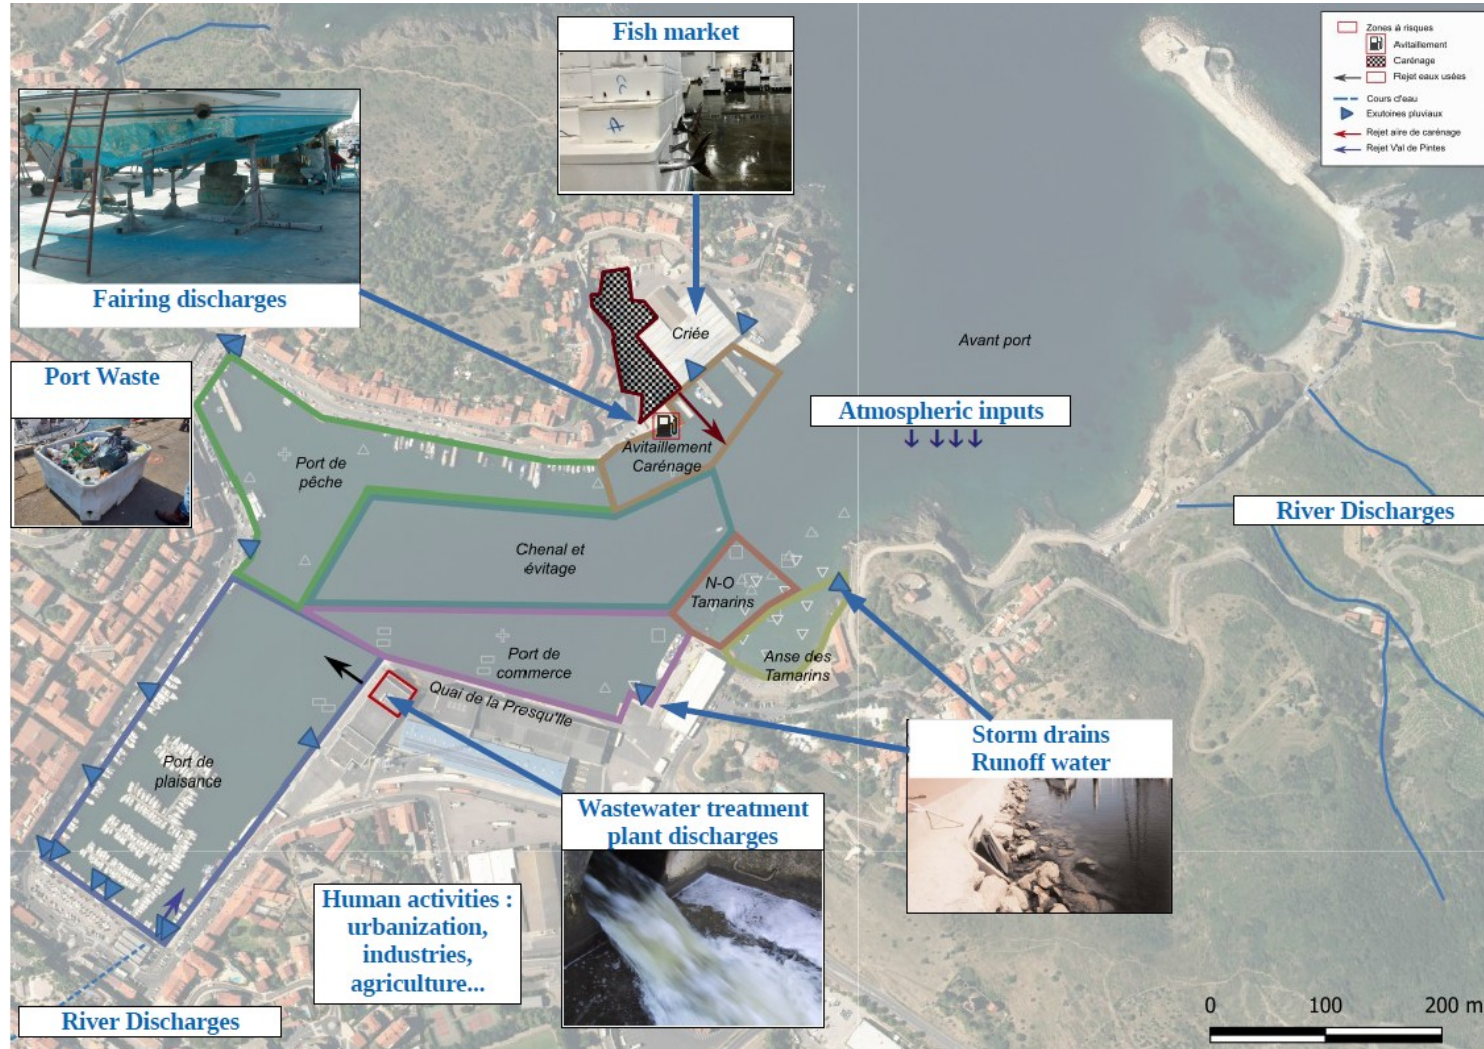 Fish market
Zones à risques
Avitaillement
Carénage
Rejet eaux usées
Cours d'eau
Exutoires pluviaux
Rejet aire de carénage
Rejet Val de Pintes
Fairing discharges
Criée
Avant port
Port Waste
Atmospheric inputs
Avitaillement
Carénage
Port de
pêche
River Discharges
Chenal et
évitage
N-O
Tamarins
Port de
commerce
Anse des
Tamarins
Quai de la Presqu'Ile
Port de
plaisance
Storm drains
Runoff water
Wastewater treatment
plant discharges
Human activities :
urbanization,
industries,
agriculture...
River Discharges
0 100 200 m